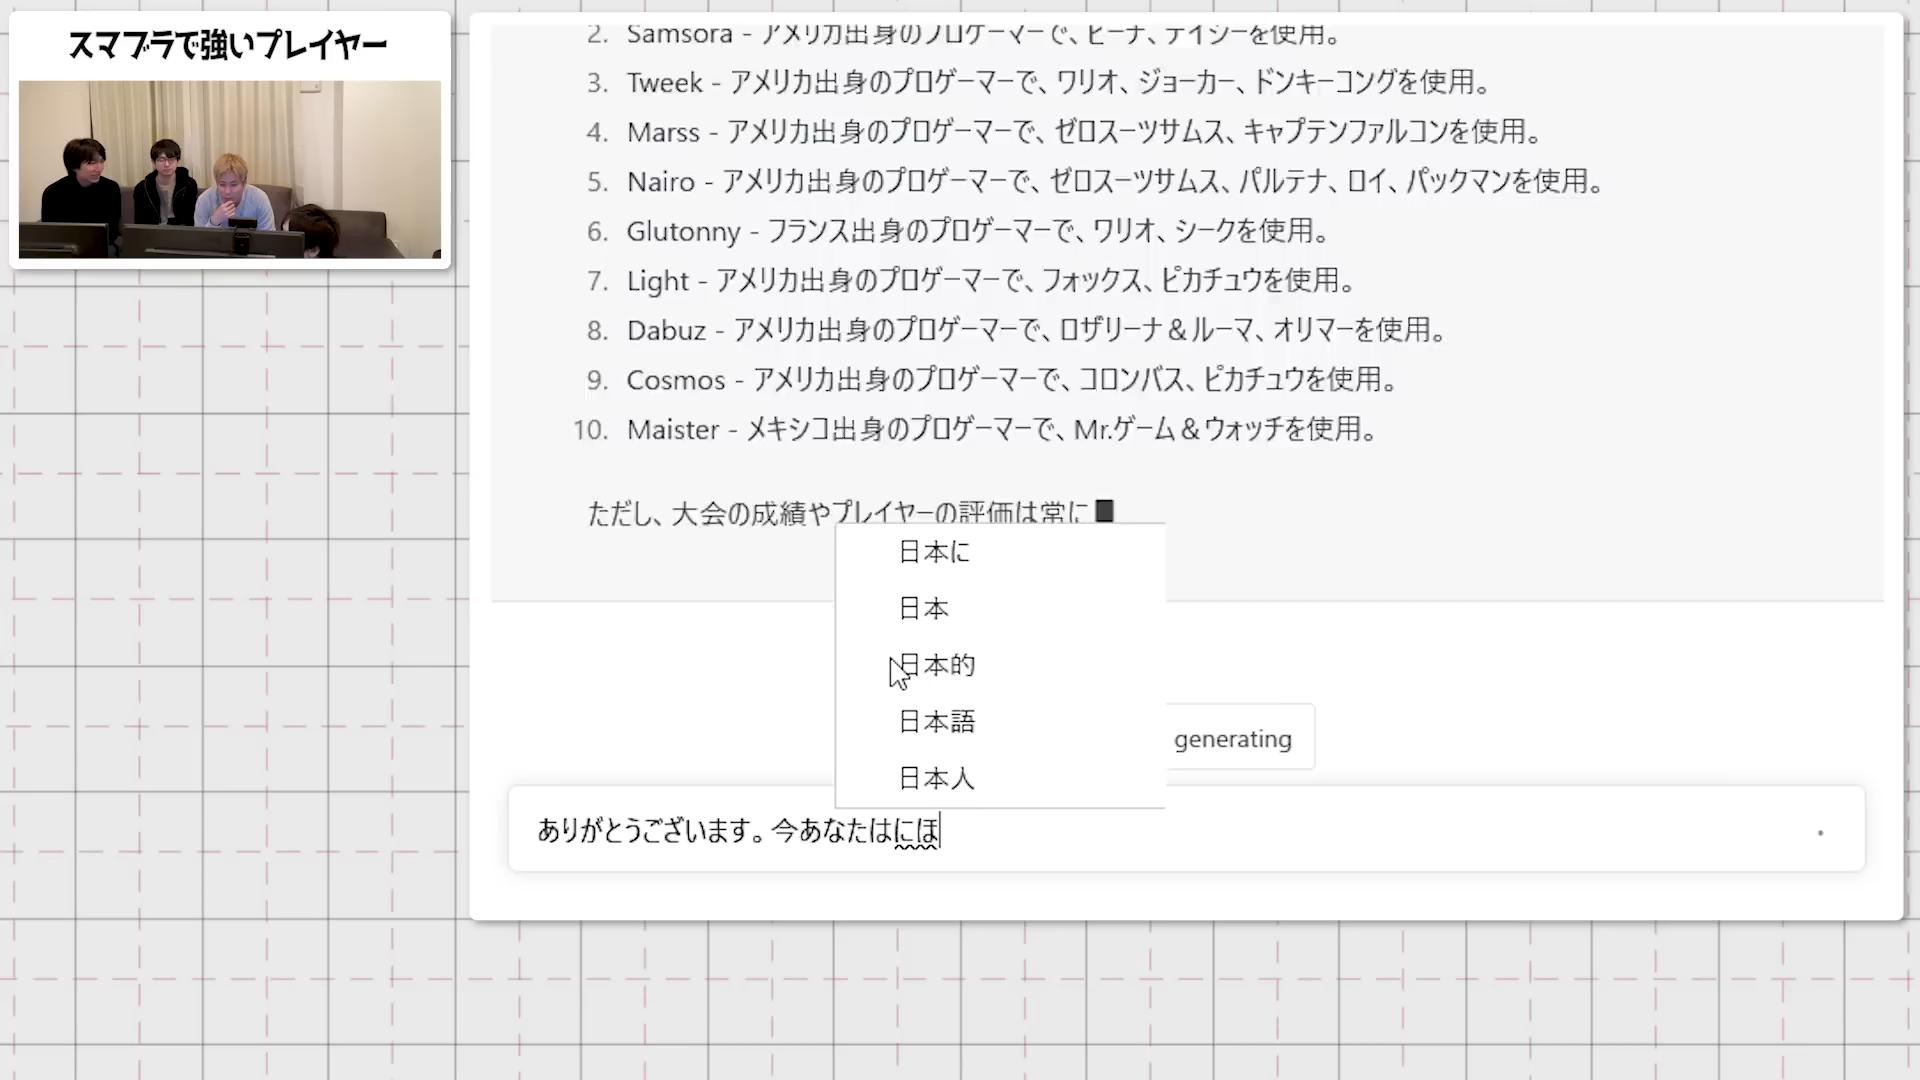 スマブラで強いプレイヤー
2. Samsora - アメリカ出身のプロゲーマーで、ピーチ、デイジーを使用。
3. Tweek - アメリカ出身のプロゲーマーで、ワリオ、ジョーカー、ドンキーコングを使用。
4. Marss - アメリカ出身のプロゲーマーで、ゼロスーツサムス、キャプテンファルコンを使用。
5. Nairo - アメリカ出身のプロゲーマーで、ゼロスーツサムス、パルテナ、ロイ、パックマンを使用。
6. Glutonny - フランス出身のプロゲーマーで、ワリオ、シークを使用。
7. Light - アメリカ出身のプロゲーマーで、フォックス、ピカチュウを使用。
8. Dabuz - アメリカ出身のプロゲーマーで、ロザリーナ＆ルーマ、オリマーを使用。
9. Cosmos - アメリカ出身のプロゲーマーで、コロンバス、ピカチュウを使用。
10. Maister - メキシコ出身のプロゲーマーで、Mr.ゲーム＆ウォッチを使用。
ただし、大会の成績やプレイヤーの評価は常に
日本に
日本
日本的
日本語
日本人
generating
ありがとうございます。今あなたはにほ